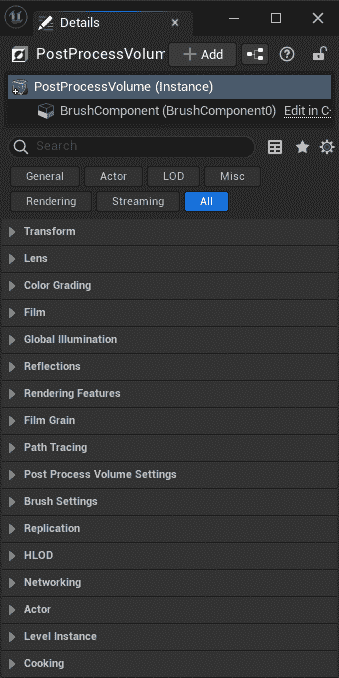 Details
PostProcessVolum
Add
PostProcessVolume (Instance)
BrushComponent (BrushComponent0) Edit in C+
Search
General Actor LOD Misc
Rendering Streaming All
Transform
Lens
Color Grading
Film
Global Illumination
Reflections
Rendering Features
Film Grain
Path Tracing
Post Process Volume Settings
Brush Settings
Replication
HLOD
Networking
Actor
Level Instance
Cooking